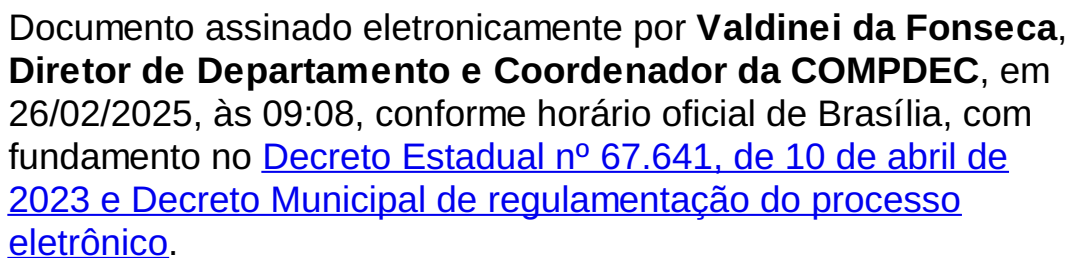 Documento assinado eletronicamente por Valdinei da Fonseca,
Diretor de Departamento e Coordenador da COMPDEC, em
26/02/2025, às 09:08, conforme horário oficial de Brasília, com
fundamento no Decreto Estadual nº 67.641, de 10 de abril de
2023 e Decreto Municipal de regulamentação do processo
eletrônico.